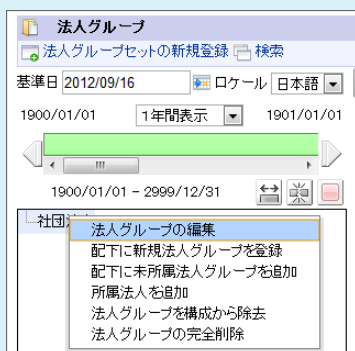 法人グループ
法人グループセットの新規登録 検索
基準日 2012/09/16 ロケール 日本語
1900/01/01 1年間表示 1901/01/01
1900/01/01 - 2999/12/31
社団
法人グループの編集
配下に新規法人グループを登録
配下に未所属法人グループを追加
所属法人を追加
法人グループを構成から除去
法人グループの完全削除